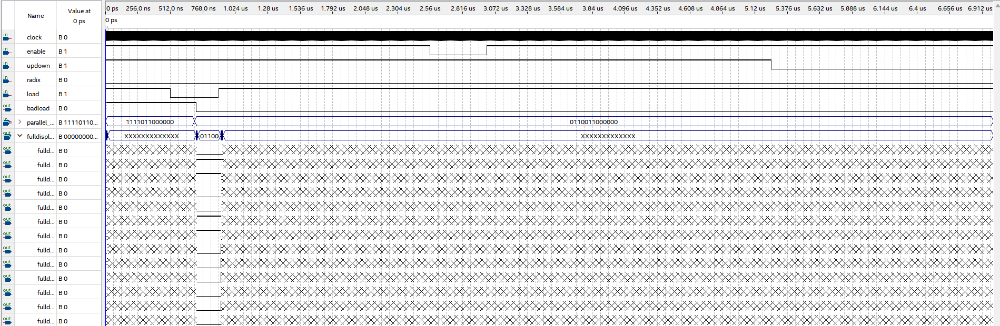 Name
Value at
0 ps
0 ps 256.0 ns 512.0 ns 768.0 ns 1.024 us 1.28 us 1.536 us 1.792 us 2.048 us 2.304 us 2.56 us 2.816 us 3.072 us 3.328 us 3.584 us 3.84 us 4.096 us 4.352 us 4.608 us 4.864 us 5.12 us 5.376 us 5.632 us 5.888 us 6.144 us 6.4 us 6.656 us 6.912 us
0 ps
in clock B 0
in enable B 1
in updown B 1
in radix B 0
in load B 1
out badload B 0
in parallel_... B 11110110... 1111011000000 0110011000000
out fulldispl... B 00000000... XXXXXXXXXXXXX 01100 XXXXXXXXXXXXX
out fulld... B 0
out fulld... B 0
out fulld... B 0
out fulld... B 0
out fulld... B 0
out fulld... B 0
out fulld... B 0
out fulld... B 0
out fulld... B 0
out fulld... B 0
out fulld... B 0
out fulld... B 0
out fulld... B 0